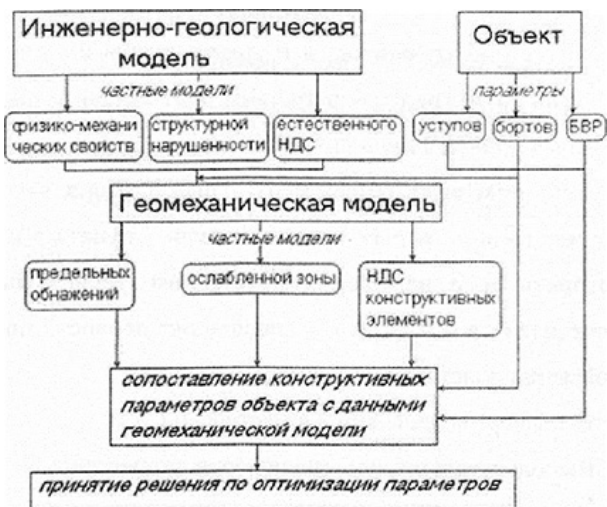 Инженерно-геологическая
модель
Объект
частные модели
параметры
физико-механи
ческих свойств
структурной
нарушенности
естественного
НДС
уступов
бортов
БВР
Геомеханическая модель
частные модели
предельных
обнажений
ослабленной зоны
НДС
конструктивных
элементов
сопоставление конструктивных
параметров объекта с данными
геомеханической модели
принятие решения по оптимизации параметров